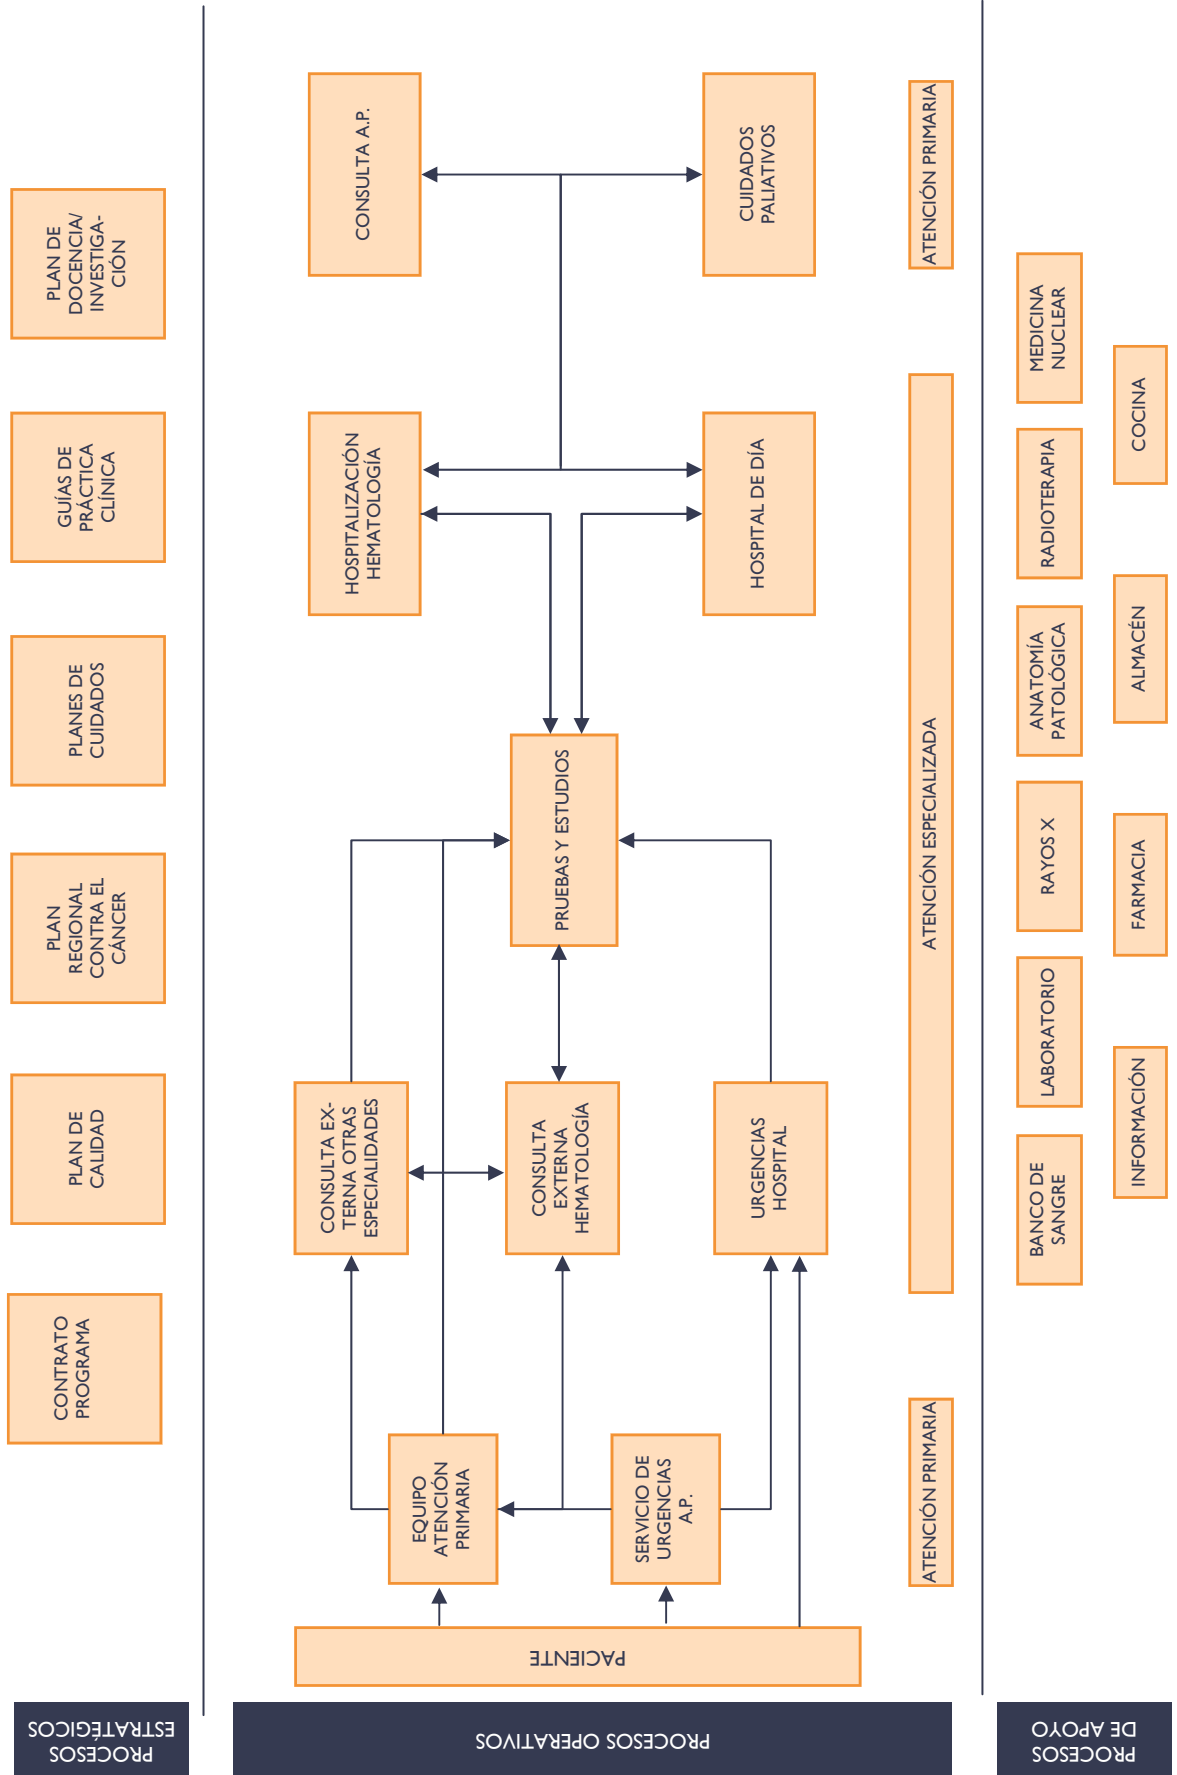 PROCESOS
ESTRATÉGICOS
CONTRATO
PROGRAMA
PLAN DE
CALIDAD
PLAN
REGIONAL
CONTRA EL
CÁNCER
PLANES DE
CUIDADOS
GUÍAS DE
PRÁCTICA
CLÍNICA
PLAN DE
DOCENCIA/
INVESTIGA-
CIÓN
PROCESOS OPERATIVOS
PACIENTE
EQUIPO
ATENCIÓN
PRIMARIA
SERVICIO DE
URGENCIAS
A.P.
CONSULTA EX-
TERNA OTRAS
ESPECIALIDADES
CONSULTA
EXTERNA
HEMATOLOGÍA
URGENCIAS
HOSPITAL
PRUEBAS Y ESTUDIOS
HOSPITALIZACIÓN
HEMATOLOGÍA
HOSPITAL DE DÍA
CONSULTA A.P.
CUIDADOS
PALIATIVOS
ATENCIÓN PRIMARIA
ATENCIÓN ESPECIALIZADA
ATENCIÓN PRIMARIA
PROCESOS
DE APOYO
BANCO DE
SANGRE
LABORATORIO
RAYOS X
ANATOMÍA
PATOLÓGICA
RADIOTERAPIA
MEDICINA
NUCLEAR
INFORMACIÓN
FARMACIA
ALMACÉN
COCINA